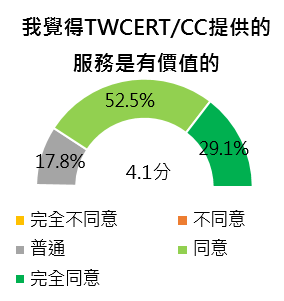 我覺得TWCERT/CC提供的
服務是有價值的
52.5%
17.8%
29.1%
4.1分
完全不同意
不同意
普通
同意
完全同意